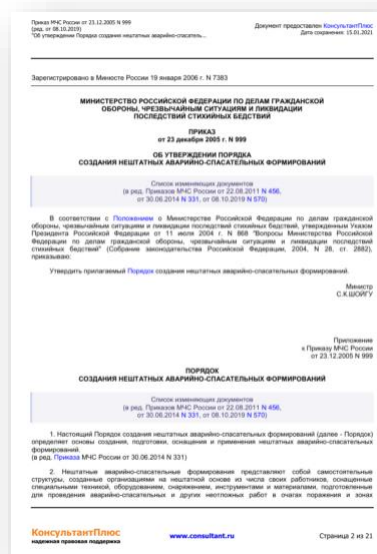 Приказ МЧС России от 23.12.2005 N 999
(ред. от 08.10.2019)
"Об утверждении Порядка создания нештатных аварийно-спасатель...
Документ предоставлен КонсультантПлюс
Дата сохранения: 15.01.2021
Зарегистрировано в Минюсте России 19 января 2006 г. N 7383
МИНИСТЕРСТВО РОССИЙСКОЙ ФЕДЕРАЦИИ ПО ДЕЛАМ ГРАЖДАНСКОЙ
ОБОРОНЫ, ЧРЕЗВЫЧАЙНЫМ СИТУАЦИЯМ И ЛИКВИДАЦИИ
ПОСЛЕДСТВИЙ СТИХИЙНЫХ БЕДСТВИЙ
ПРИКАЗ
от 23 декабря 2005 г. N 999
ОБ УТВЕРЖДЕНИИ ПОРЯДКА
СОЗДАНИЯ НЕШТАТНЫХ АВАРИЙНО-СПАСАТЕЛЬНЫХ ФОРМИРОВАНИЙ
Список изменяющих документов
(в ред. Приказов МЧС России от 22.08.2011 N 456,
от 30.06.2014 N 331, от 08.10.2019 N 570)
В соответствии с Положением о Министерстве Российской Федерации по делам гражданской
обороны, чрезвычайным ситуациям и ликвидации последствий стихийных бедствий, утвержденным Указом
Президента Российской Федерации от 11 июля 2004 г. N 868 "Вопросы Министерства Российской
Федерации по делам гражданской обороны, чрезвычайным ситуациям и ликвидации последствий
стихийных бедствий" (Собрание законодательства Российской Федерации, 2004, N 28, ст. 2882),
приказываю:
Утвердить прилагаемый Порядок создания нештатных аварийно-спасательных формирований.
Министр
С.К.ШОЙГУ
Приложение
к Приказу МЧС России
от 23.12.2005 N 999
ПОРЯДОК
СОЗДАНИЯ НЕШТАТНЫХ АВАРИЙНО-СПАСАТЕЛЬНЫХ ФОРМИРОВАНИЙ
Список изменяющих документов
(в ред. Приказов МЧС России от 22.08.2011 N 456,
от 30.06.2014 N 331, от 08.10.2019 N 570)
1. Настоящий Порядок создания нештатных аварийно-спасательных формирований (далее - Порядок)
определяет основы создания, подготовки, оснащения и применения нештатных аварийно-спасательных
формирований.
(в ред. Приказа МЧС России от 30.06.2014 N 331)
2. Нештатные аварийно-спасательные формирования представляют собой самостоятельные
структуры, созданные организациями на нештатной основе из числа своих работников, оснащенные
специальными техникой, оборудованием, снаряжением, инструментами и материалами, подготовленные
для проведения аварийно-спасательных и других неотложных работ в очагах поражения и зонах
КонсультантПлюс
надежная правовая поддержка
www.consultant.ru
Страница 2 из 21